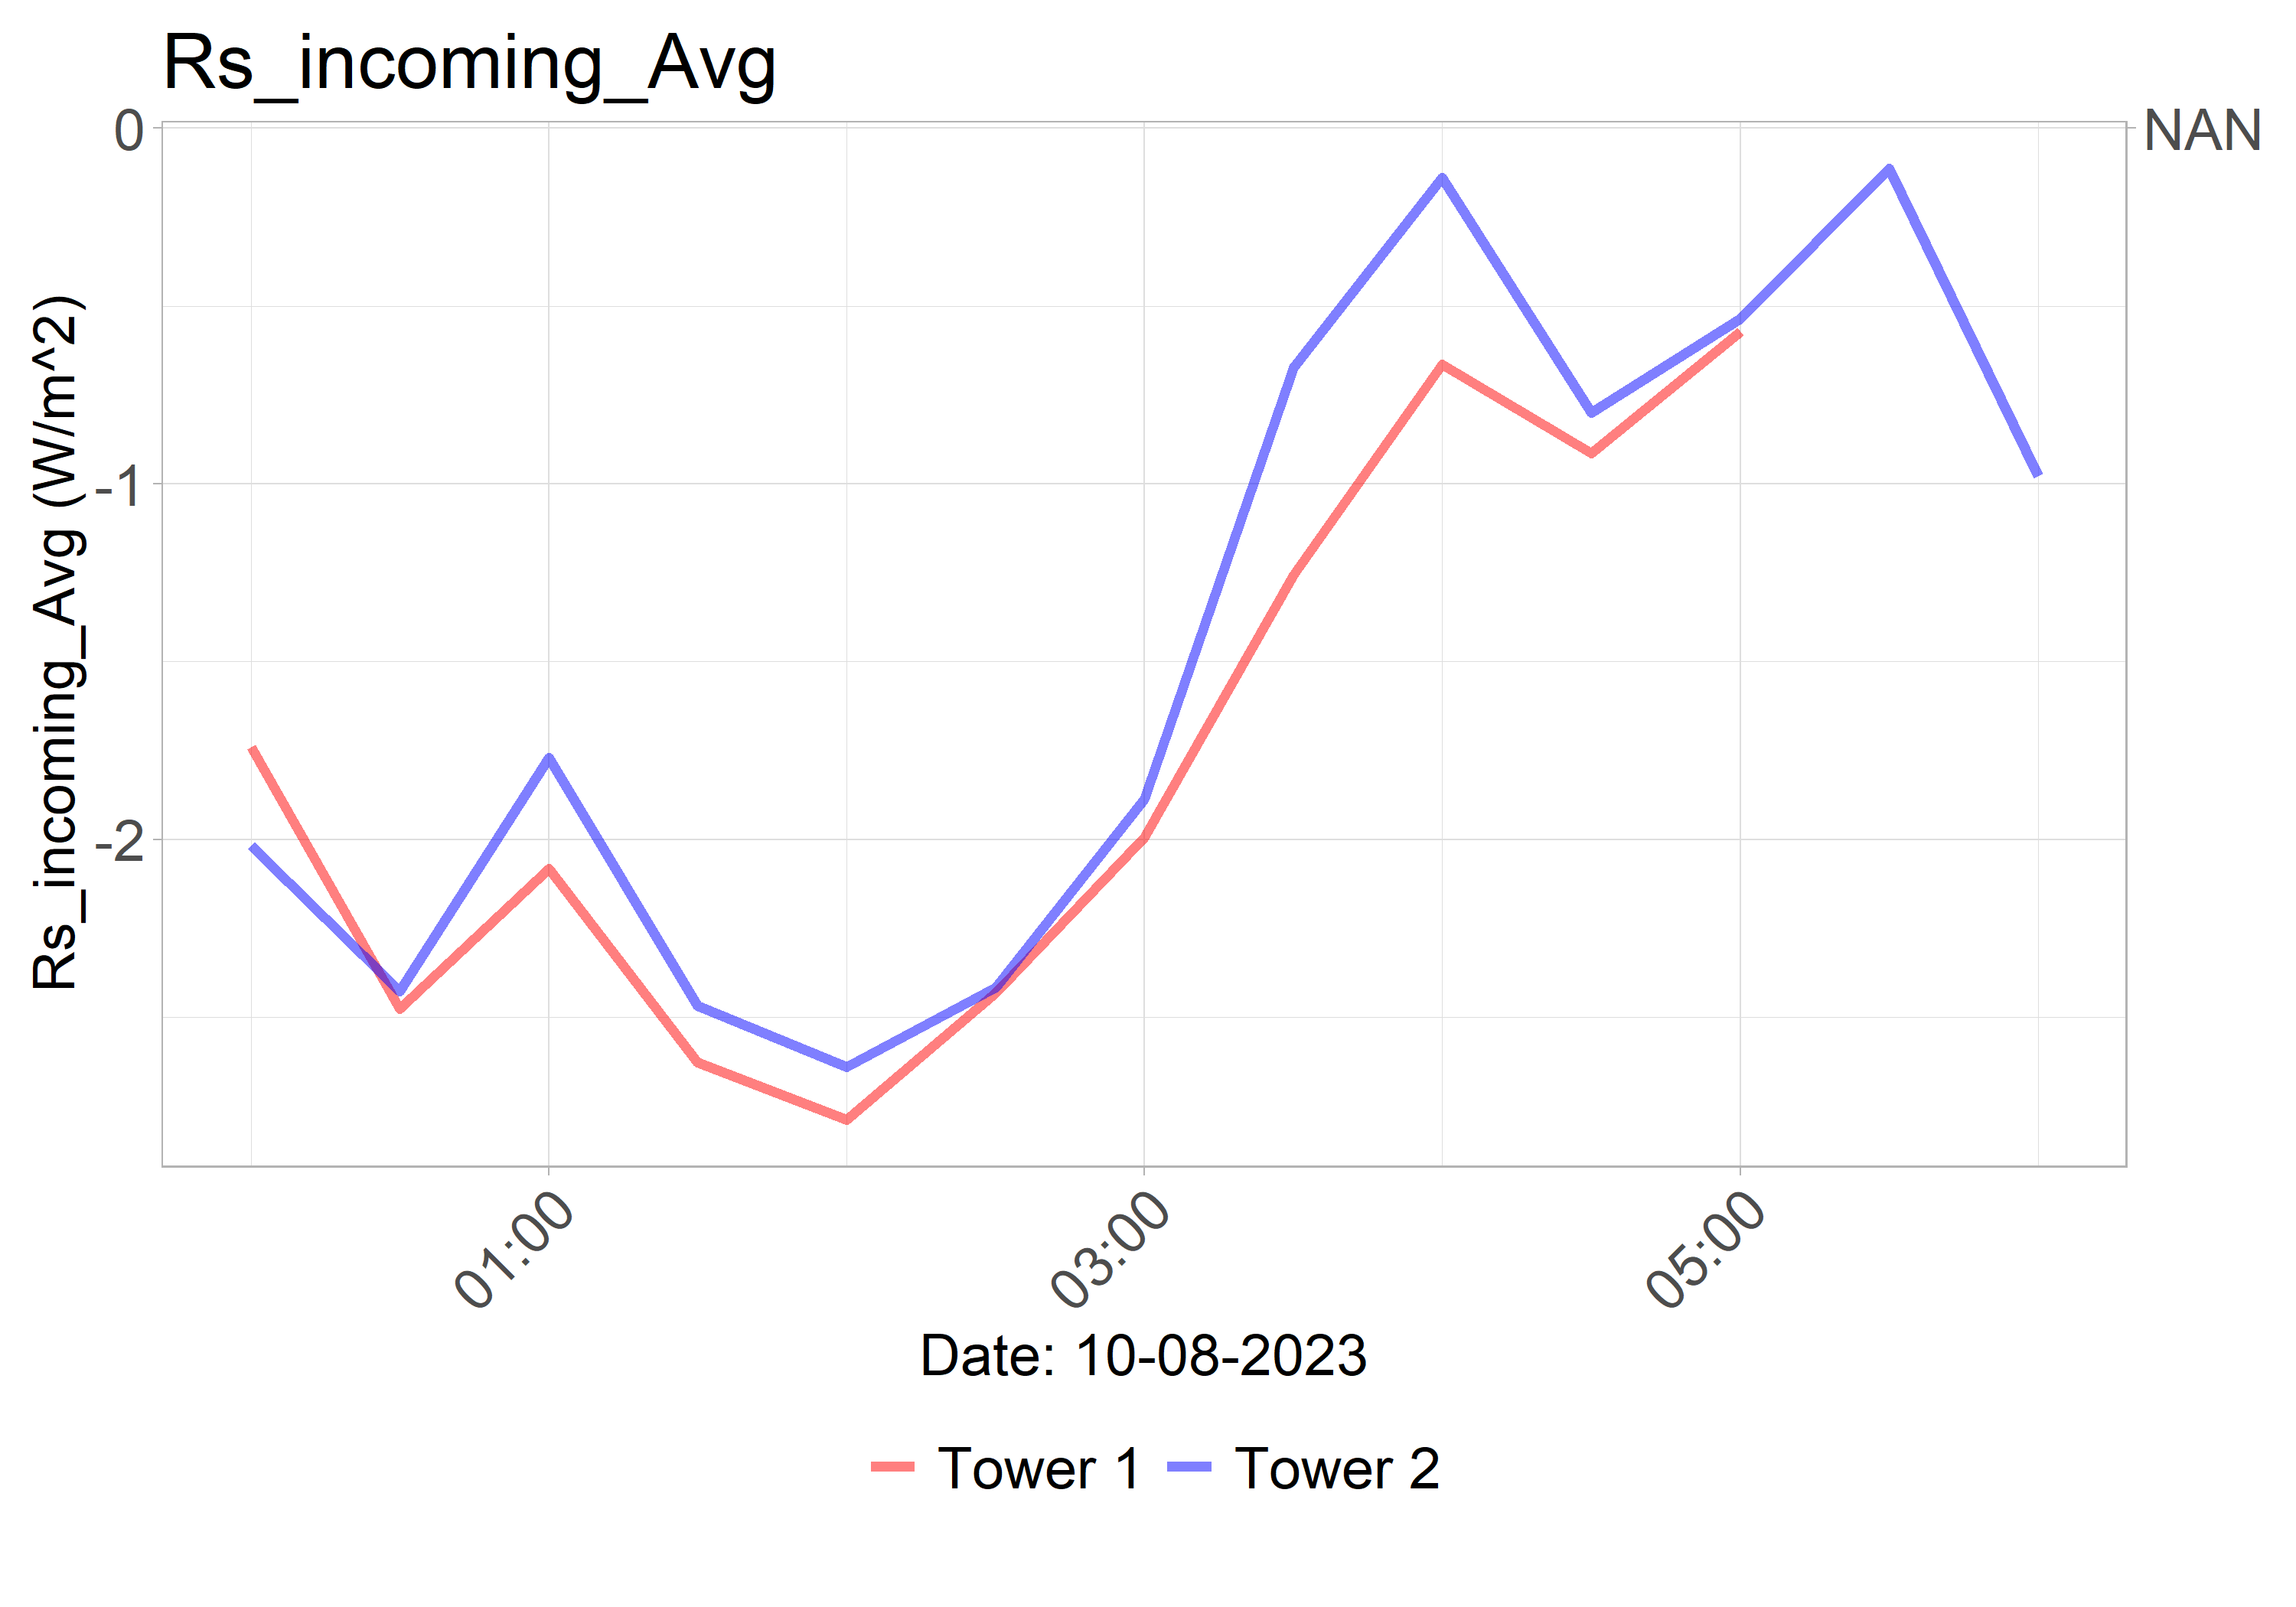 Rs_incoming_Avg
0
NAN
-1
-2
Rs_incoming_Avg (W/m^2)
01:00
03:00
05:00
Date: 10-08-2023
Tower 1
Tower 2